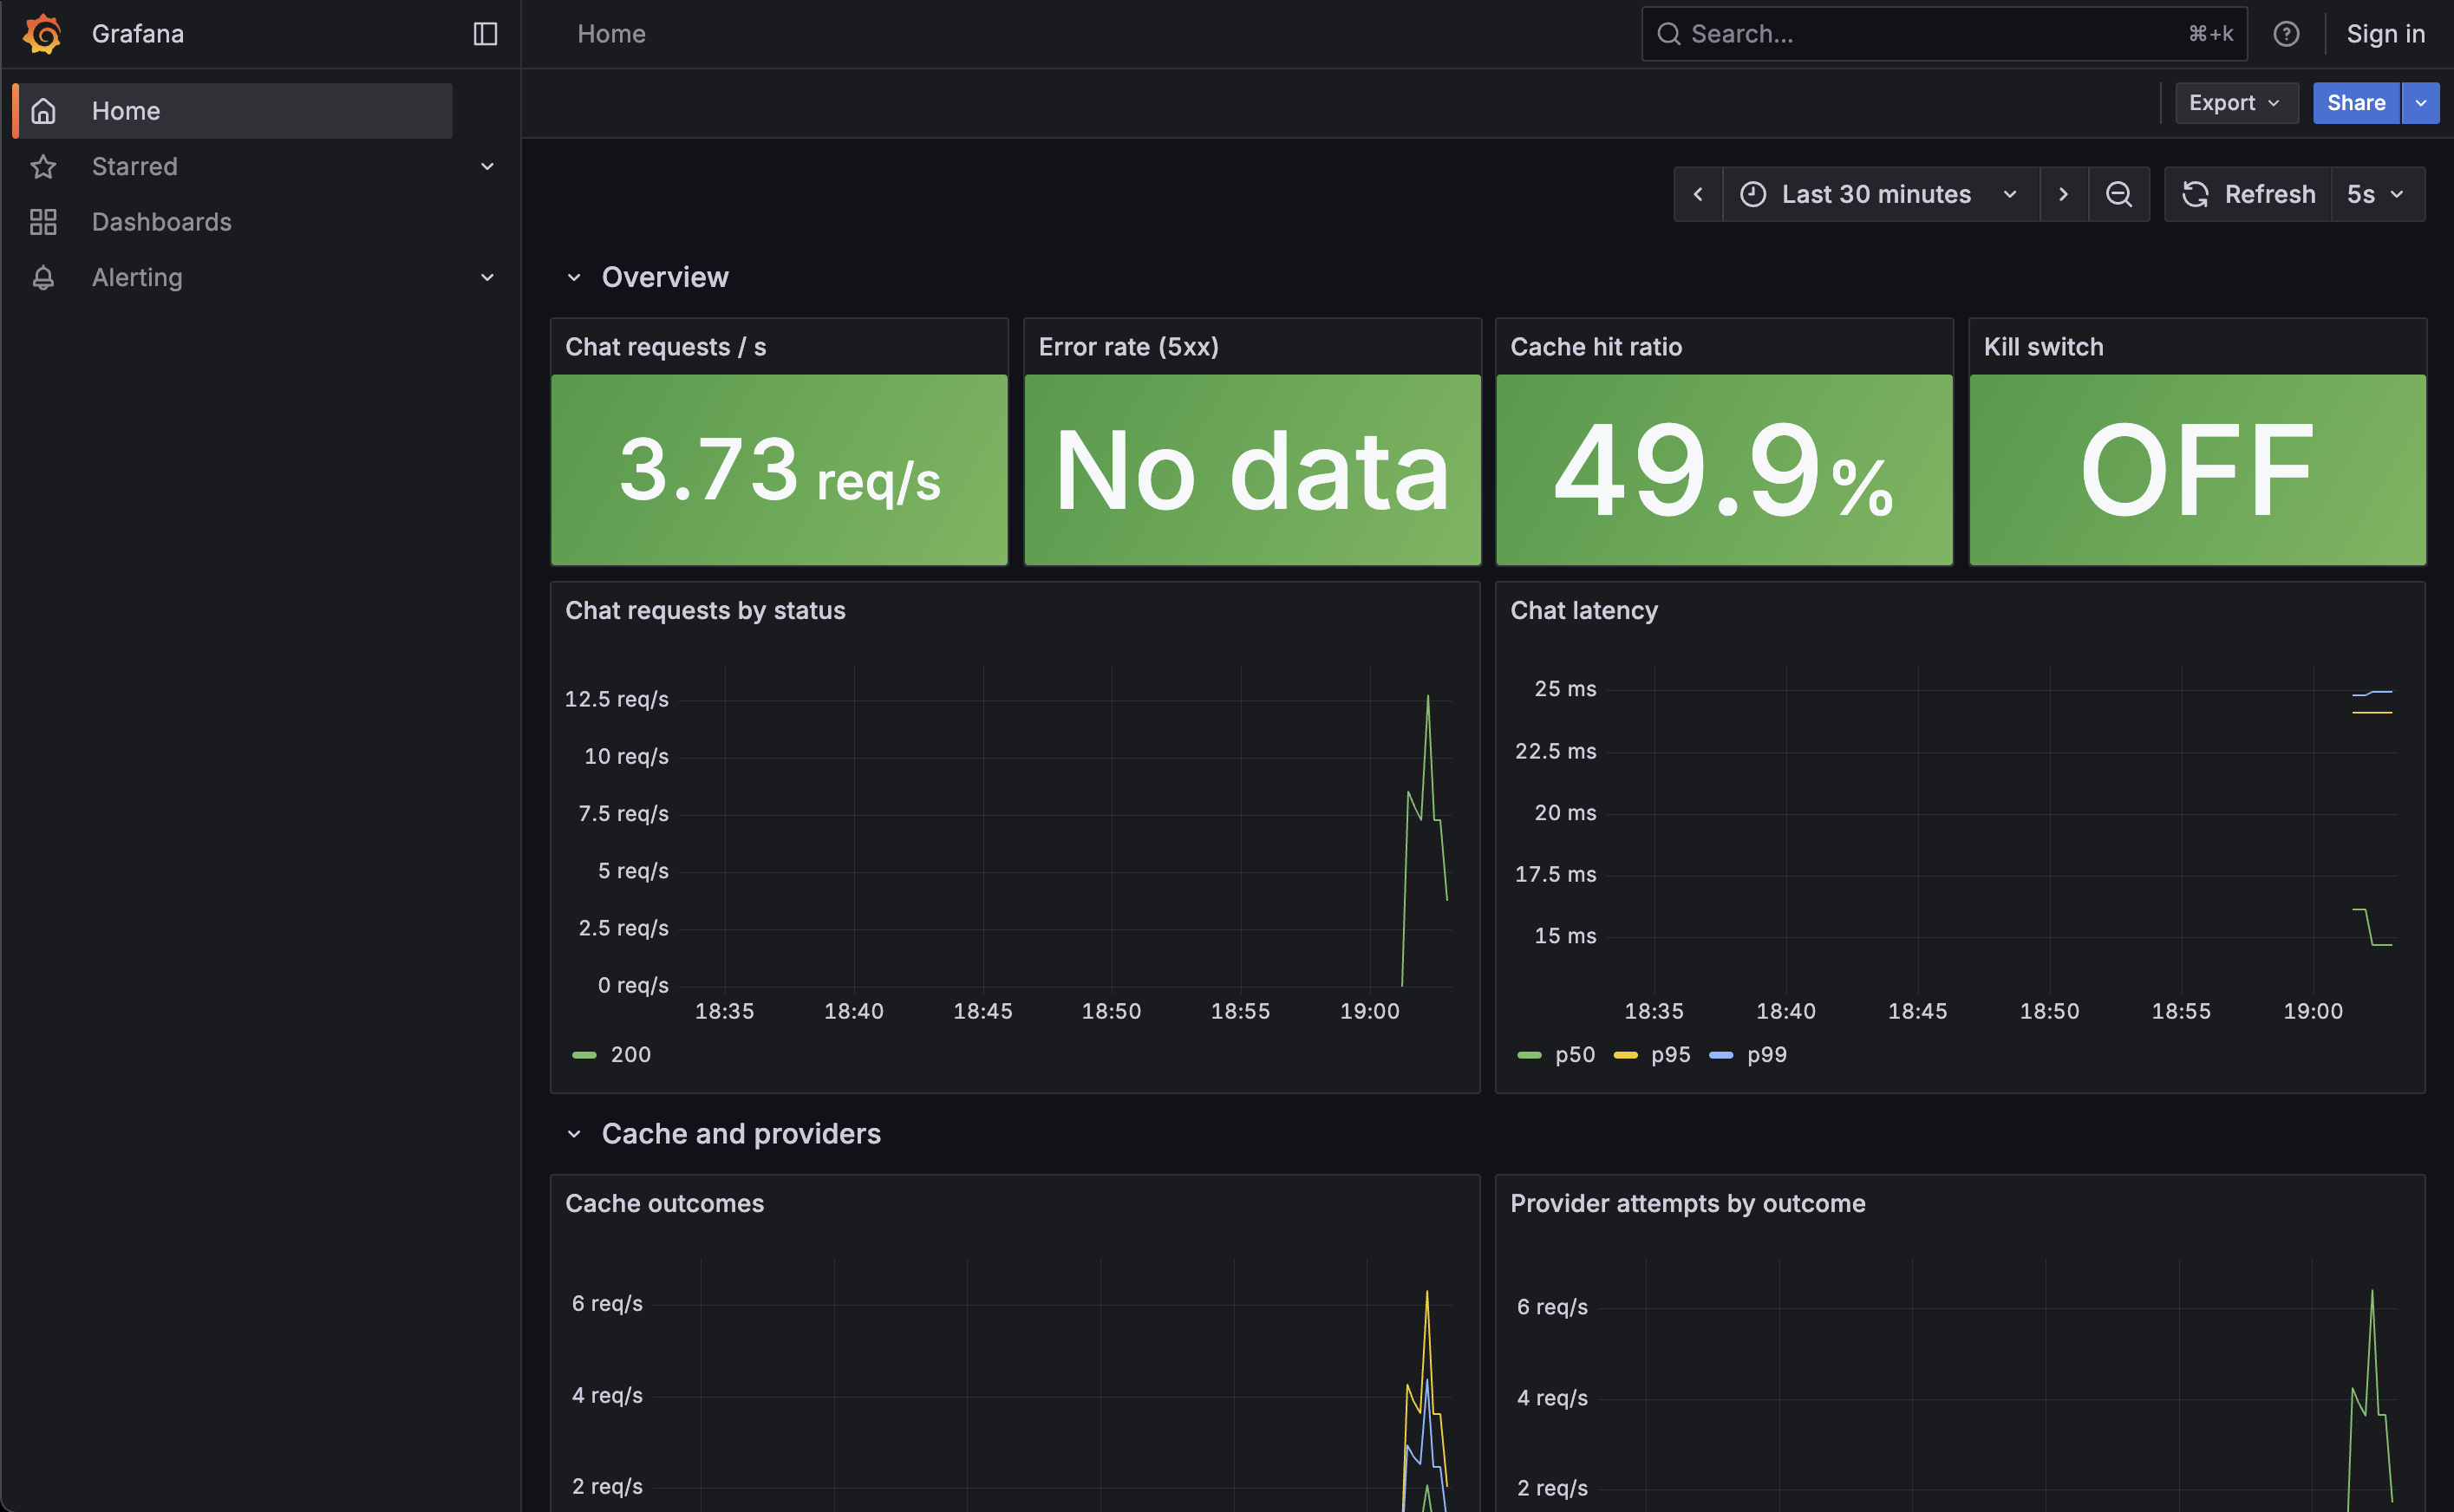 Grafana
Home
Search...
⌘+k
Sign in
Home
Starred
Dashboards
Alerting
Export
Share
Last 30 minutes
Refresh
5s
Overview
Chat requests / s
3.73 req/s
Error rate (5xx)
No data
Cache hit ratio
49.9%
Kill switch
OFF
Chat requests by status
12.5 req/s
10 req/s
7.5 req/s
5 req/s
2.5 req/s
0 req/s
18:35 18:40 18:45 18:50 18:55 19:00
200
Chat latency
25 ms
22.5 ms
20 ms
17.5 ms
15 ms
18:35 18:40 18:45 18:50 18:55 19:00
p50 p95 p99
Cache and providers
Cache outcomes
6 req/s
4 req/s
2 req/s
Provider attempts by outcome
6 req/s
4 req/s
2 req/s